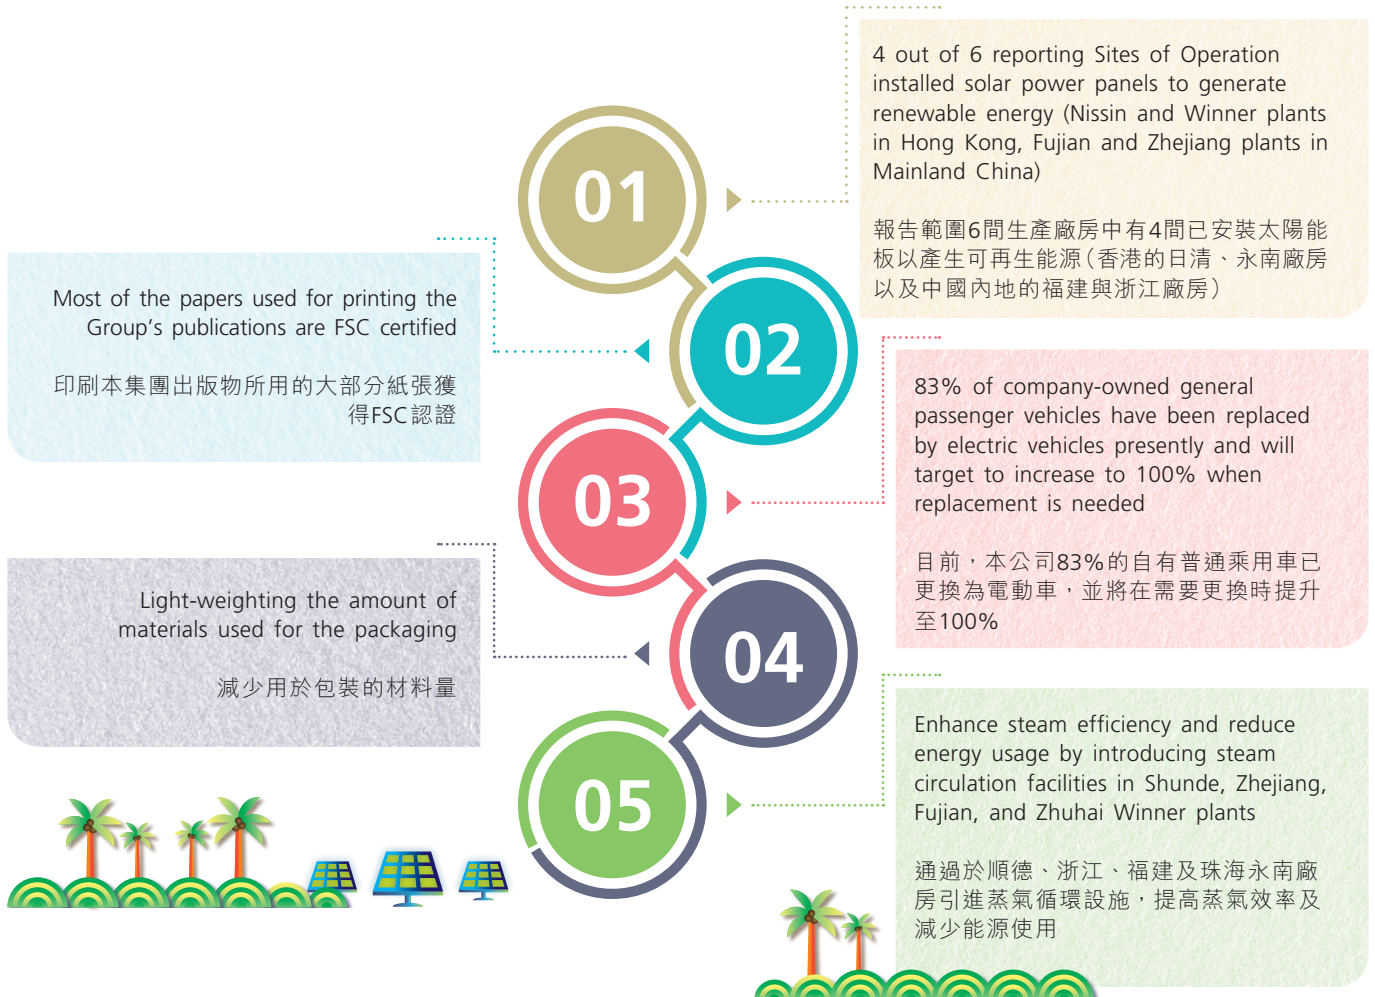 01
4 out of 6 reporting Sites of Operation
installed solar power panels to generate
renewable energy (Nissin and Winner plants
in Hong Kong, Fujian and Zhejiang plants in
Mainland China)
報告範圍6間生產廠房中有4間已安裝太陽能
板以產生可再生能源（香港的日清、永南廠房
以及中國內地的福建與浙江廠房）
02
Most of the papers used for printing the
Group’s publications are FSC certified
印刷本集團出版物所用的大部分紙張獲
得FSC認證
03
83% of company-owned general
passenger vehicles have been replaced
by electric vehicles presently and will
target to increase to 100% when
replacement is needed
目前，本公司83%的自有普通乘用車已
更換為電動車，並將在需要更換時提升
至100%
04
Light-weighting the amount of
materials used for the packaging
減少用於包裝的材料量
05
Enhance steam efficiency and reduce
energy usage by introducing steam
circulation facilities in Shunde, Zhejiang,
Fujian, and Zhuhai Winner plants
通過於順德、浙江、福建及珠海永南廠
房引進蒸氣循環設施，提高蒸氣效率及
減少能源使用